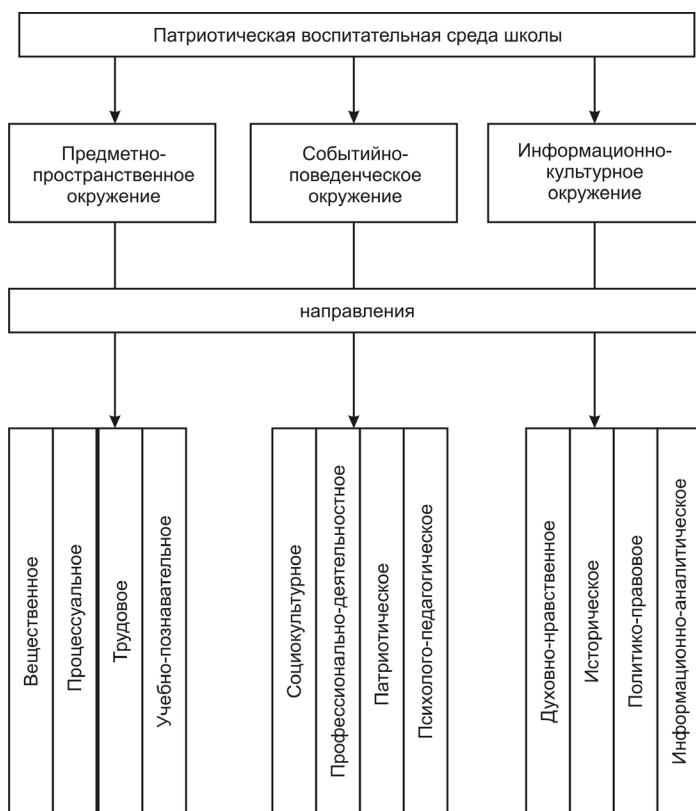 Патриотическая воспитательная среда школы
Предметно-
пространственное
окружение
Событийно-
поведенческое
окружение
Информационно-
культурное
окружение
направления
Вещественное
Процессуальное
Трудовое
Учебно-познавательное
Социокультурное
Профессионально-деятельностное
Патриотическое
Психолого-педагогическое
Духовно-нравственное
Историческое
Политико-правовое
Информационно-аналитическое